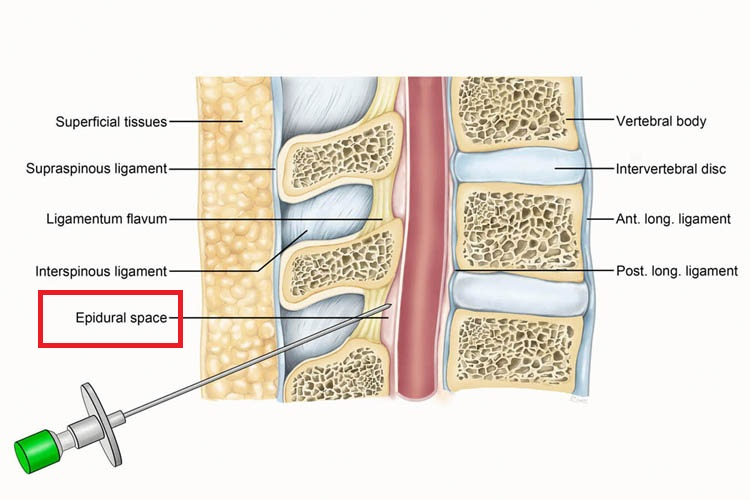 Superficial tissues
Supraspinous ligament
Ligamentum flavum
Interspinous ligament
Epidural space
Vertebral body
Intervertebral disc
Ant. long. ligament
Post. long. ligament